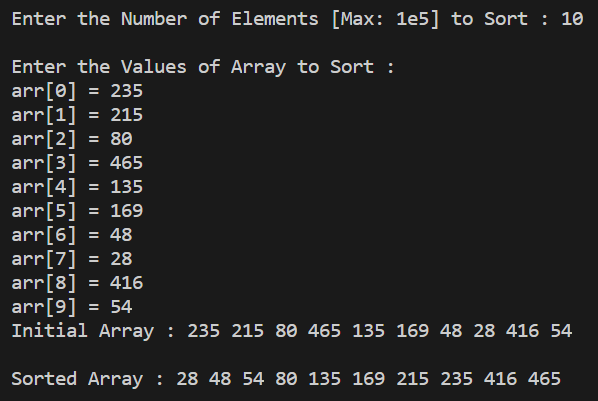 Enter the Number of Elements [Max: 1e5] to Sort : 10
Enter the Values of Array to Sort :
arr[0] = 235
arr[1] = 215
arr[2] = 80
arr[3] = 465
arr[4] = 135
arr[5] = 169
arr[6] = 48
arr[7] = 28
arr[8] = 416
arr[9] = 54
Initial Array : 235 215 80 465 135 169 48 28 416 54
Sorted Array : 28 48 54 80 135 169 215 235 416 465